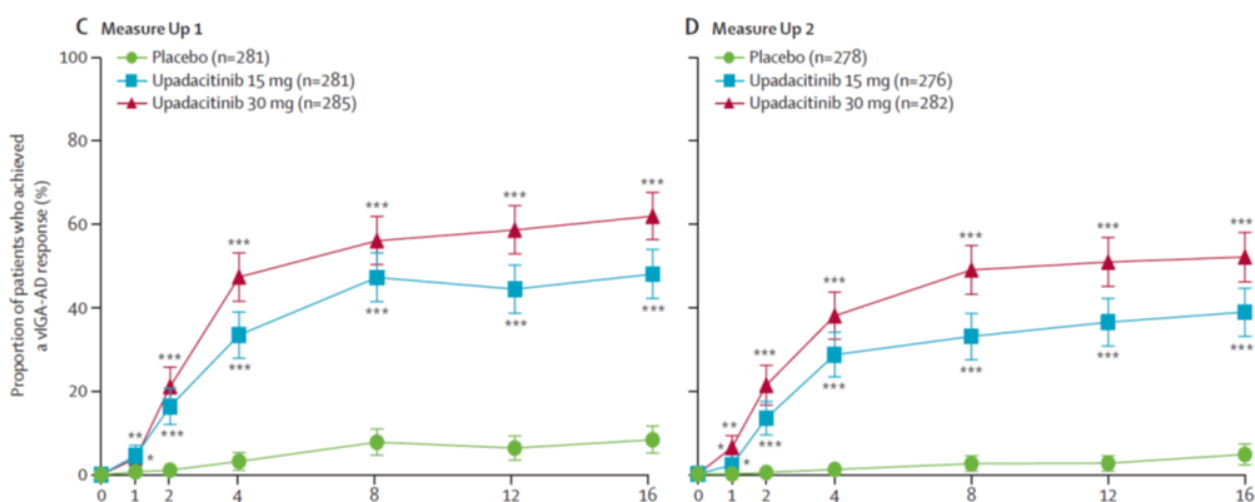 C Measure Up 1
Placebo (n=281)
Upadacitinib 15 mg (n=281)
Upadacitinib 30 mg (n=285)
Proportion of patients who achieved
a vIGA-AD response (%)
100
80
60
40
20
0
** *** *** *** *** ***
* *** *** *** *** ***
0 1 2 4 8 12 16
D Measure Up 2
Placebo (n=278)
Upadacitinib 15 mg (n=276)
Upadacitinib 30 mg (n=282)
** *** *** *** *** ***
* * *** *** *** *** ***
0 1 2 4 8 12 16